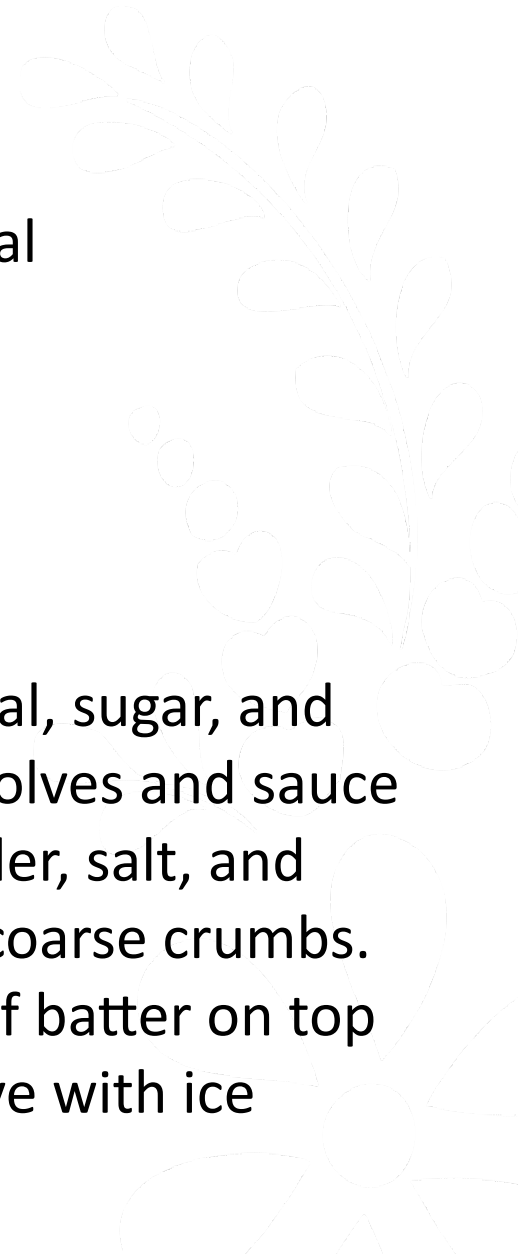 al
al, sugar, and
olves and sauce
ler, salt, and
coarse crumbs.
f batter on top
ve with ice